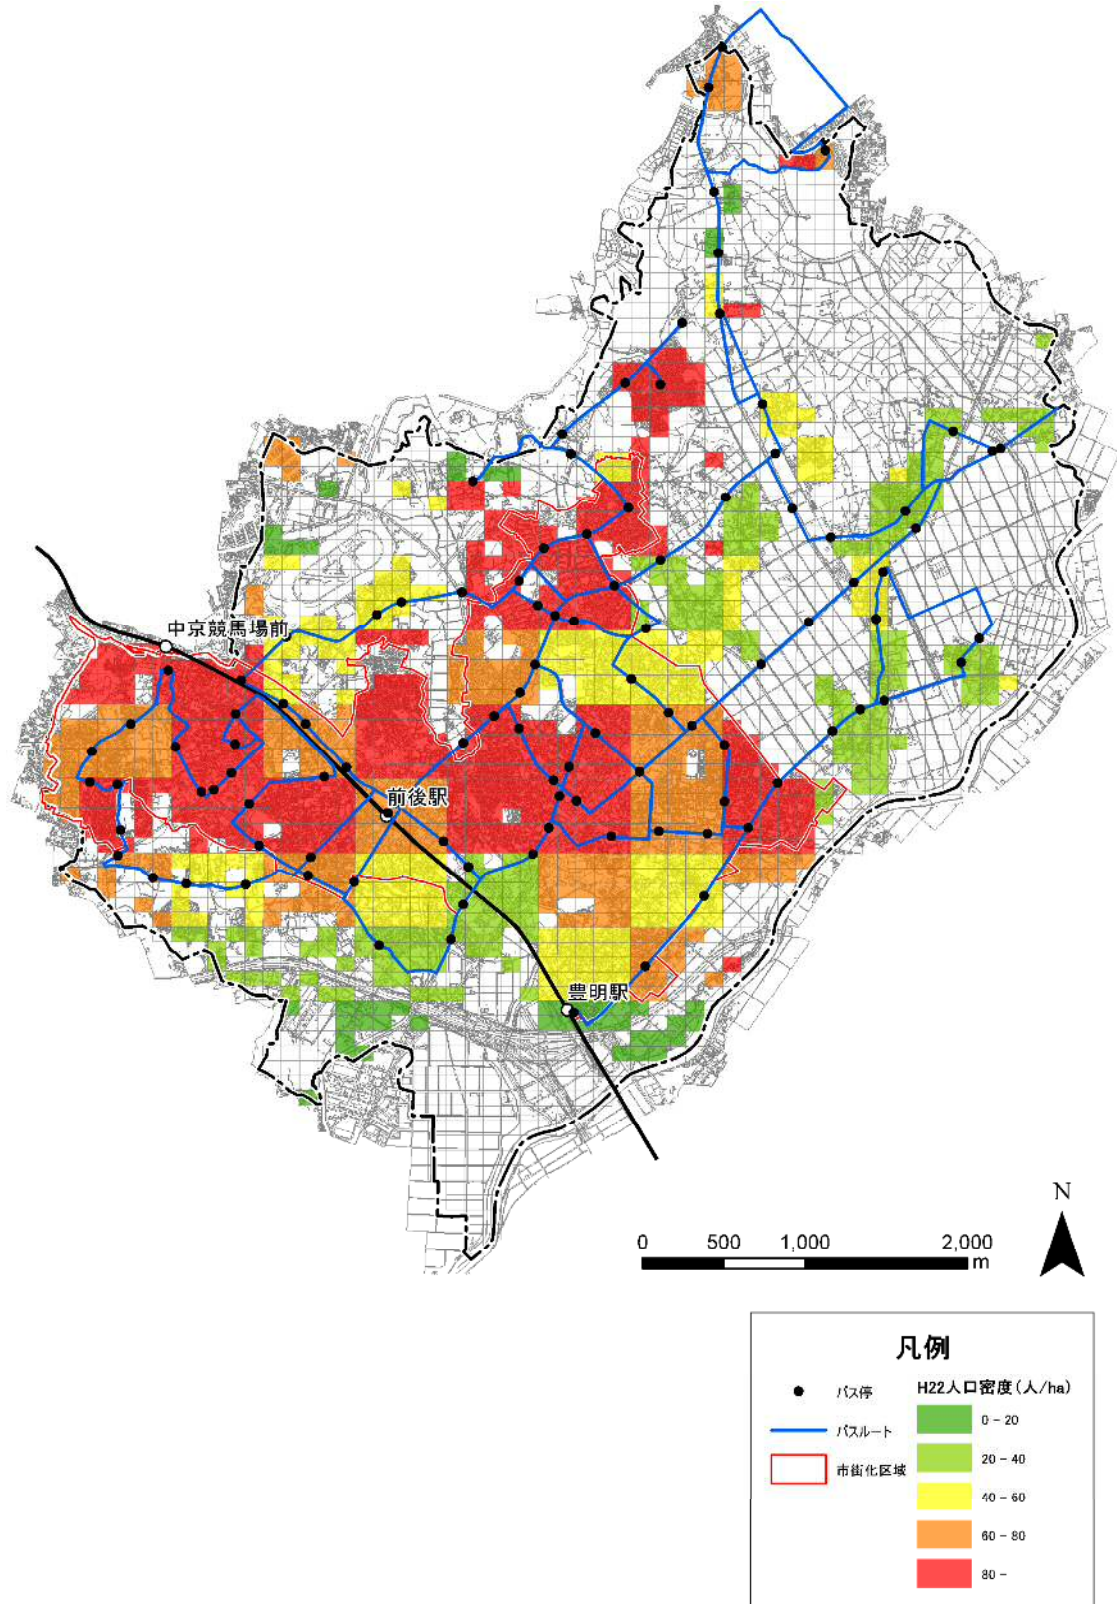 中京競馬場前
前後駅
豊明駅
N
0 500 1,000 2,000
m
凡例
バス停
バスルート
市街化区域
H22人口密度(人/ha)
0 - 20
20 - 40
40 - 60
60 - 80
80 -